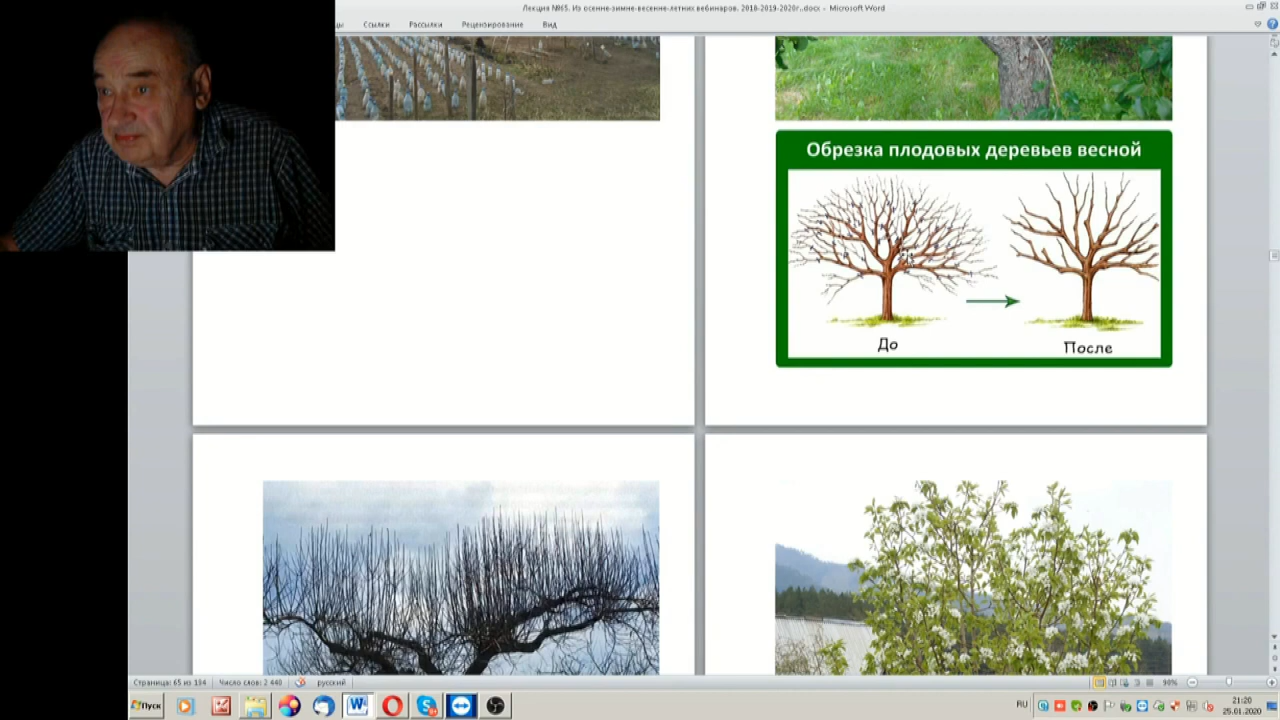 Лекция №65. Из осенне-зимне-весенне-летних вебинаров. 2018-2019-2020г..docx - Microsoft Word
Ссылки Рассылки Рецензирование Вид
Обрезка плодовых деревьев весной
До
После
Страница: 65 из 194 Число слов: 2 440 русский
90%
Пуск
RU
21:20
25.01.2020